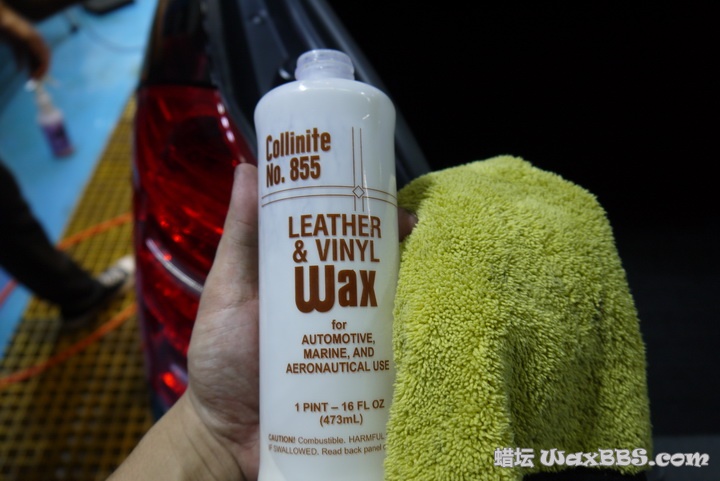 Collinite
No. 855
LEATHER
& VINYL
Wax
for
AUTOMOTIVE,
MARINE, AND
AERONAUTICAL USE
1 PINT – 16 FL OZ
(473mL)
CAUTION! Combustible. HARMFUL
IF SWALLOWED. Read back panel
蜡坛 WaxBBS.com